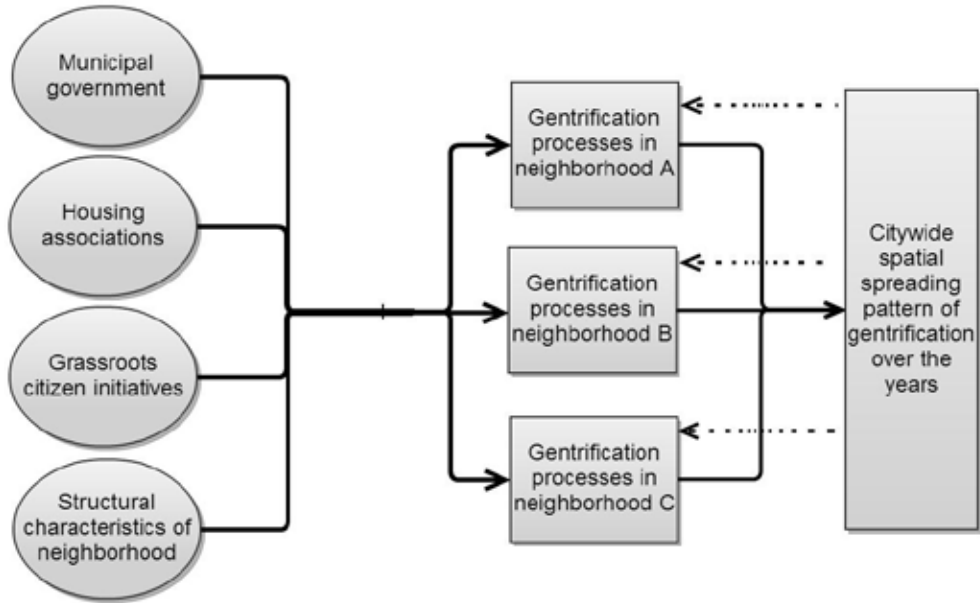 Municipal
government
Housing
associations
Grassroots
citizen initiatives
Structural
characteristics of
neighborhood
Gentrification
processes in
neighborhood A
Gentrification
processes in
neighborhood B
Gentrification
processes in
neighborhood C
Citywide
spatial
spreading
pattern of
gentrification
over the
years